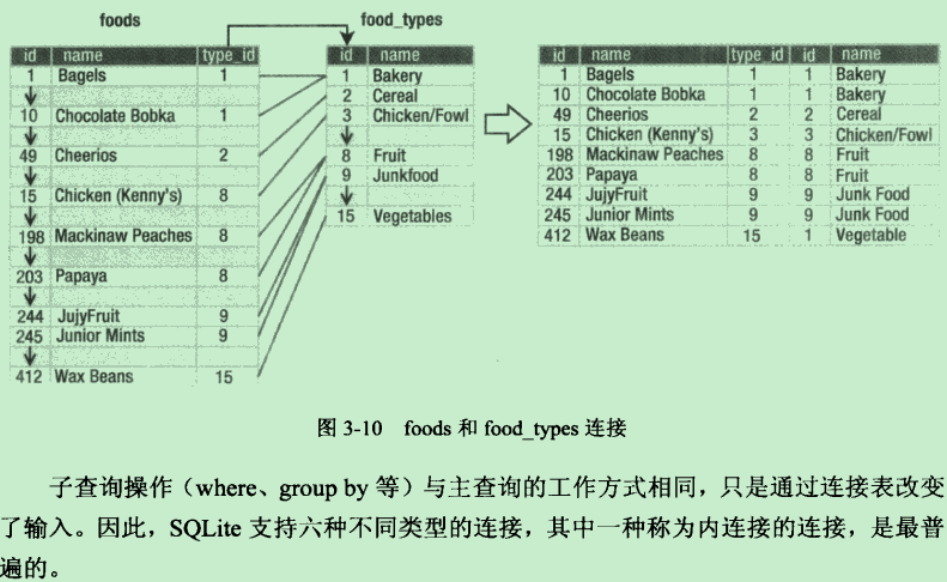 foods
food_types
id name type_id
1 Bagels 1
10 Chocolate Bobka 1
49 Cheerios 2
15 Chicken (Kenny's) 8
198 Mackinaw Peaches 8
203 Papaya 8
244 JujyFruit 9
245 Junior Mints 9
412 Wax Beans 15
id name
1 Bakery
2 Cereal
3 Chicken/Fowl
8 Fruit
9 Junkfood
15 Vegetables
id name type_id id name
1 Bagels 1 1 Bakery
10 Chocolate Bobka 1 1 Bakery
49 Cheerios 2 2 Cereal
15 Chicken (Kenny's) 3 3 Chicken/Fowl
198 Mackinaw Peaches 8 8 Fruit
203 Papaya 8 8 Fruit
244 JujyFruit 9 9 Junk Food
245 Junior Mints 9 9 Junk Food
412 Wax Beans 15 1 Vegetable
图 3-10 foods 和 food_types 连接
子查询操作（where、group by 等）与主查询的工作方式相同，只是通过连接表改变
了输入。因此，SQLite 支持六种不同类型的连接，其中一种称为内连接的连接，是最普
遍的。